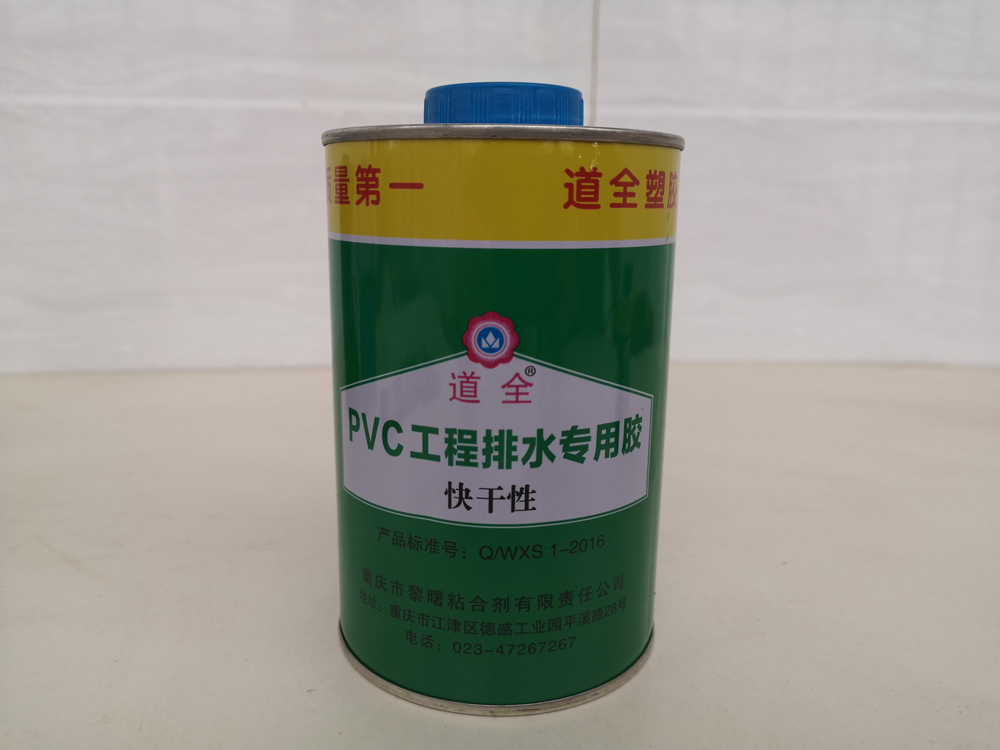 质量第一
道全塑胶
道全®
PVC工程排水专用胶
快干性
产品标准号：Q/WXS 1-2016
重庆市黎曙粘合剂有限责任公司
地址：重庆市江津区德感工业园平溪路28号
电话：023-47267267